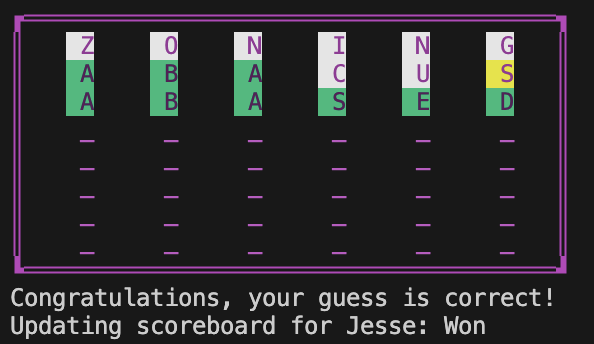 Z O N I N G
A B A C U S
A B A S E D
_ _ _ _ _ _
_ _ _ _ _ _
_ _ _ _ _ _
_ _ _ _ _ _
_ _ _ _ _ _
Congratulations, your guess is correct!
Updating scoreboard for Jesse: Won